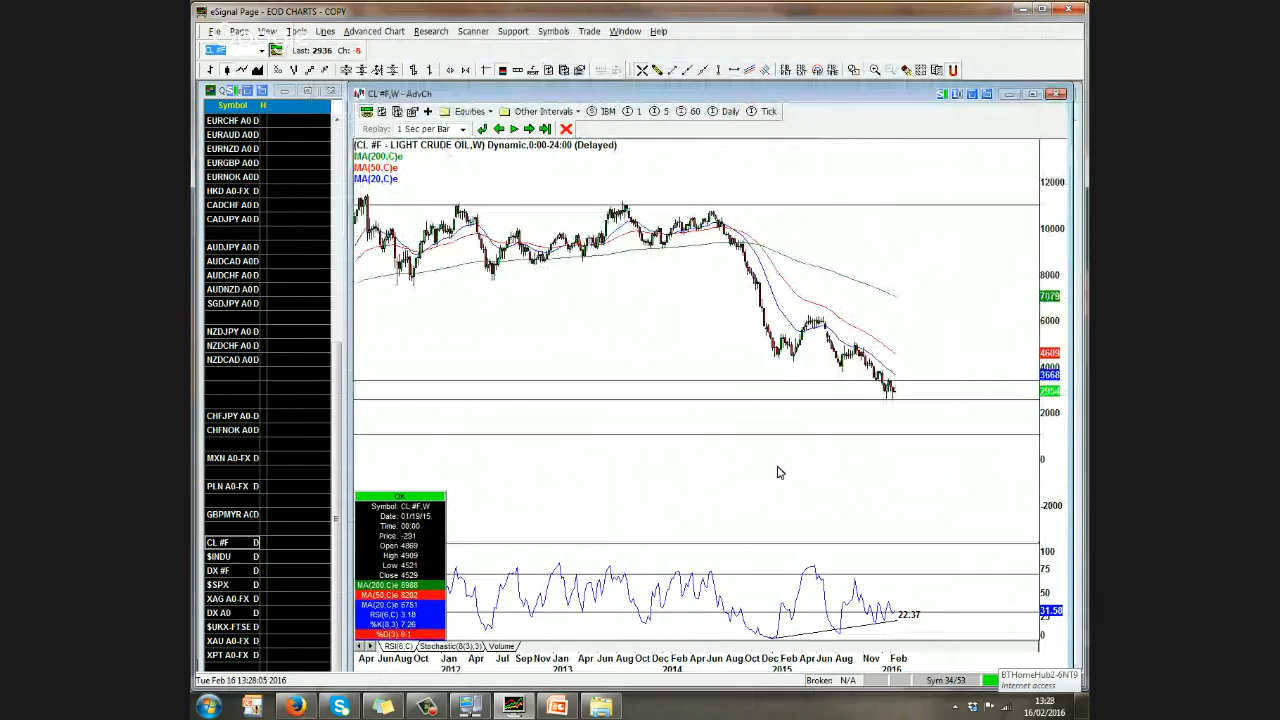 eSignal Page - EOD CHARTS - COPY
File Page View Tools Lines Advanced Chart Research Scanner Support Symbols Trade Window Help
Google
CL #F Last: 2936 Ch: -8
CL #F,W - AdvCh
Symbol H
Equities Other Intervals IBM 1 5 60 Daily Tick
Replay: 1 Sec per Bar
(CL #F - LIGHT CRUDE OIL,W) Dynamic,0:00-24:00 (Delayed)
MA(200,C)e
MA(50,C)e
MA(20,C)e
EURCHF A0 D
EURAUD A0 D
EURNZD A0 D
EURGBP A0 D
EURNOK A0 D
HKD A0-FX D
CADCHF A0 D
CADJPY A0 D
AUDJPY A0 D
AUDCAD A0 D
AUDCHF A0 D
AUDNZD A0 D
SGDJPY A0 D
NZDJPY A0 D
NZDCHF A0 D
NZDCAD A0 D
CHFJPY A0 D
CHFNOK A0 D
MXN A0-FX D
PLN A0-FX D
GBPMYR A0 D
CL #F D
$INDU D
DX #F D
$SPX D
XAG A0-FX D
DX A0 D
$UKX-FTSE D
XAU A0-FX D
XPT A0-FX D
12000
10000
8000
7079
6000
4609
4000
3668
2954
2000
0
-2000
100
75
50
31.58
25
0
22.37
OK
Symbol: CL #F,W
Date: 01/19/15
Time: 00:00
Price: -291
Open 4869
High 4909
Low 4521
Close 4529
MA(200,C)e 8988
MA(50,C)e 8202
MA(20,C)e 6751
RSI(6,C) 3.18
%K(8,3) 7.26
%D(3) 6.1
RSI(6,C) Stochastic(8(3),3) Volume
Apr Jun Aug Oct Jan Apr Jul Sep Nov Jan Apr Jun Aug Oct Dec Feb Apr Jun Aug Oct Dec Feb Apr Jun Aug Nov Feb
2012 2013 2014 2015 2016
Tue Feb 16 13:28:05 2016
Broker: N/A
Sym 34/53
BTHomeHub2-6NT9
Internet access
13:28
16/02/2016